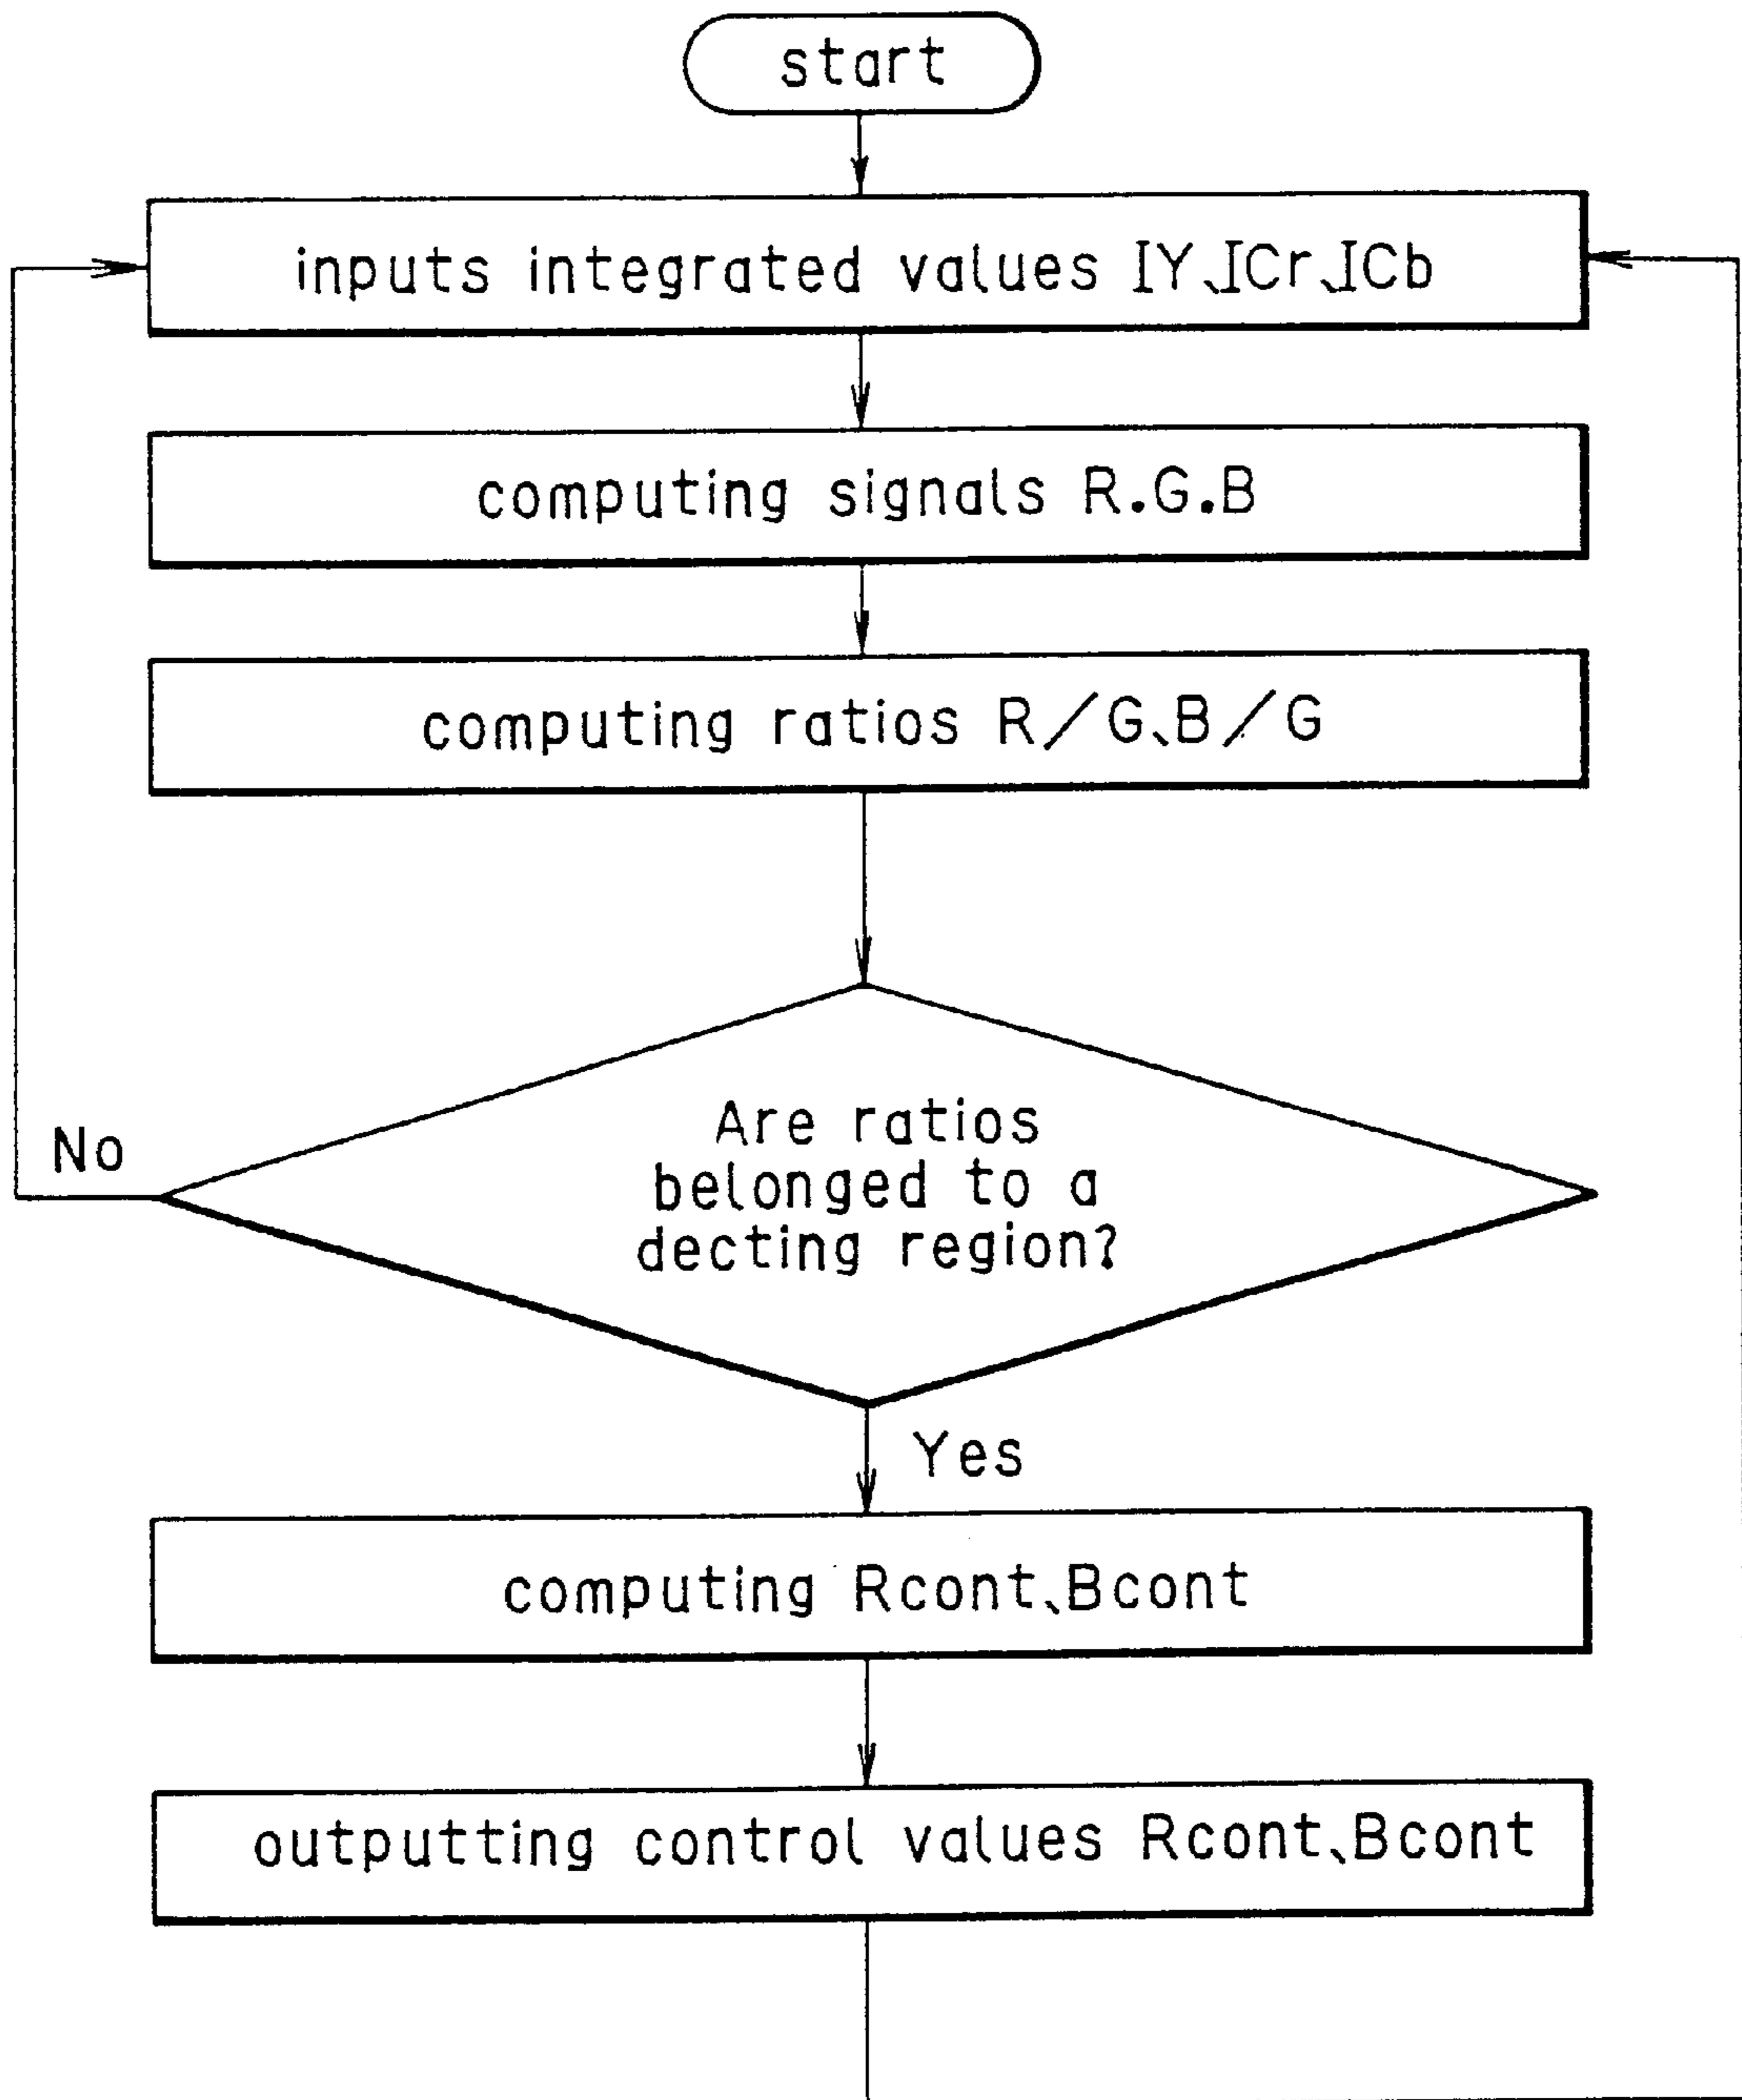 start
inputs integrated values IY、ICr、ICb
computing signals R.G.B
computing ratios R/G、B/G
Are ratios
belonged to a
decting region?
No
Yes
computing Rcont、Bcont
outputting control values Rcont、Bcont